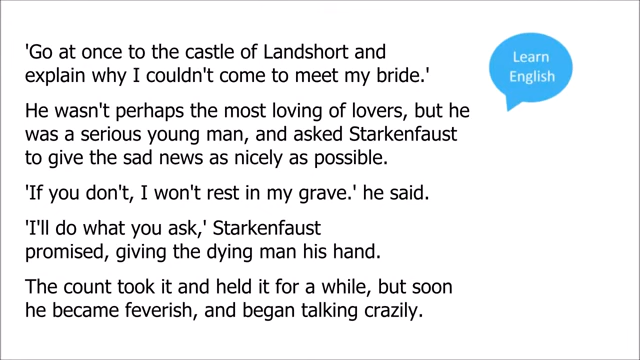 'Go at once to the castle of Landshort and
explain why I couldn't come to meet my bride.'
He wasn't perhaps the most loving of lovers, but he
was a serious young man, and asked Starkenfaust
to give the sad news as nicely as possible.
'If you don't, I won't rest in my grave.' he said.
'I'll do what you ask,' Starkenfaust
promised, giving the dying man his hand.
The count took it and held it for a while, but soon
he became feverish, and began talking crazily.
Learn
English